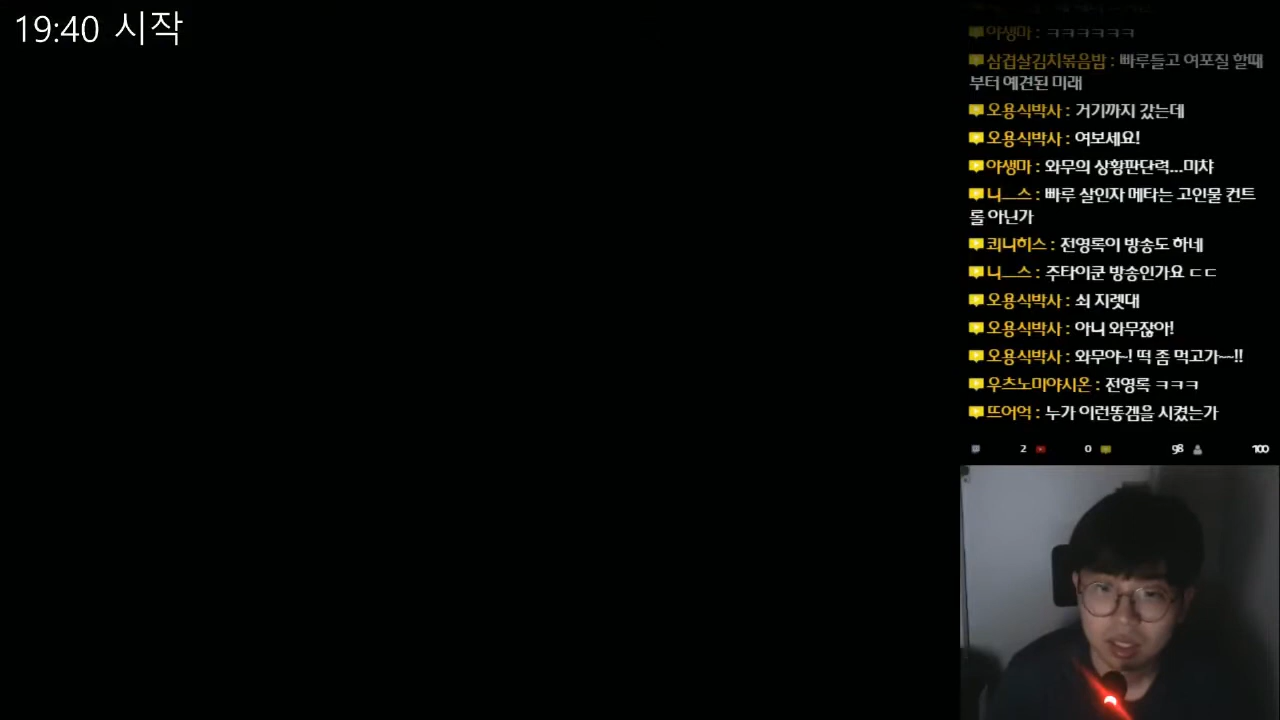 19:40 시작
야생마 : ㅋㅋㅋㅋㅋㅋ
삼겹살김치볶음밥 : 빠루들고 여포질 할때
부터 예견된 미래
오용식박사 : 거기까지 갔는데
오용식박사 : 여보세요!
야생마 : 와무의 상황판단력...미챠
니__스 : 빠루 살인자 메타는 고인물 컨트
롤 아닌가
쾨니히스 : 전영록이 방송도 하네
니__스 : 주타이쿤 방송인가요 ㄷㄷ
오용식박사 : 쇠 지렛대
오용식박사 : 아니 와무잖아!
오용식박사 : 와무야~! 떡 좀 먹고가~~!!
우츠노미야시온 : 전영록 ㅋㅋㅋ
뜨어억 : 누가 이런똥겜을 시켰는가
2 0 98 100